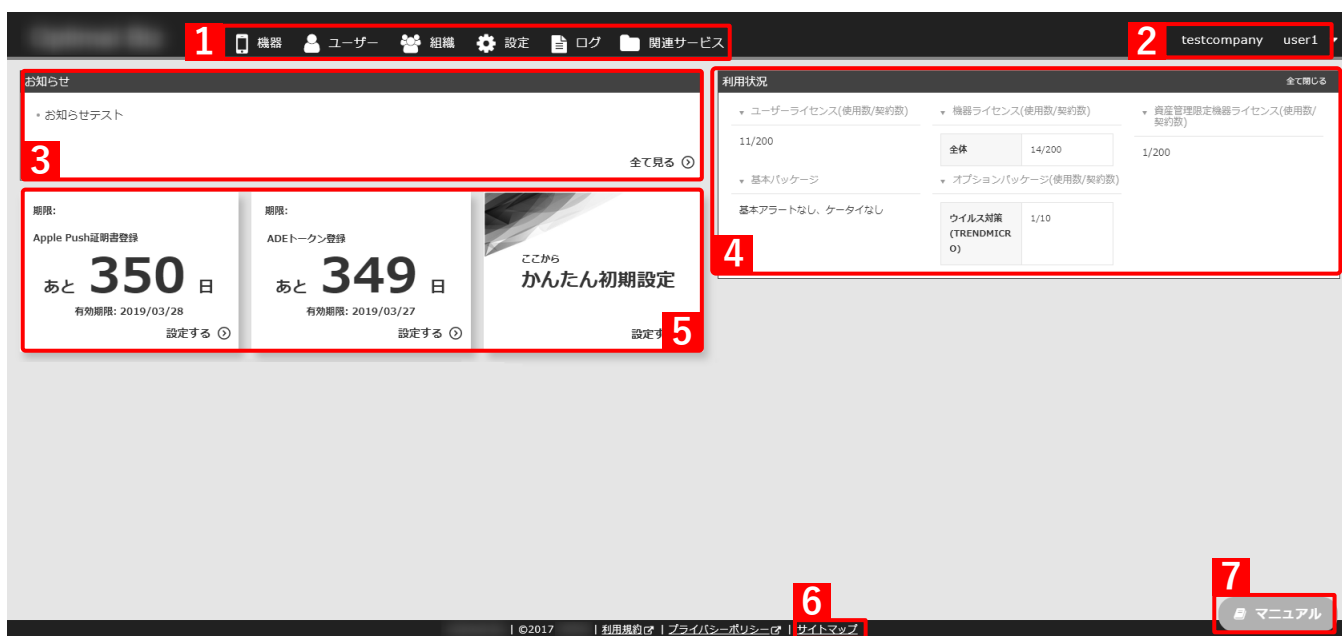 1
機器 ユーザー 組織 設定 ログ 関連サービス
2
testcompany user1
お知らせ
・お知らせテスト
3
全て見る
利用状況 全て閉じる
ユーザーライセンス(使用数/契約数)
11/200
機器ライセンス(使用数/契約数)
全体 14/200
資産管理限定機器ライセンス(使用数/
契約数)
1/200
基本パッケージ
基本アラートなし、ケータイなし
オプションパッケージ(使用数/契約数)
ウイルス対策 1/10
(TRENDMICR
O)
4
期限:
Apple Push証明書登録
あと 350 日
有効期限: 2019/03/28
設定する
期限:
ADEトークン登録
あと 349 日
有効期限: 2019/03/27
設定する
ここから
かんたん初期設定
設定す
5
6
7
マニュアル
| ©2017 | 利用規約 | プライバシーポリシー | サイトマップ